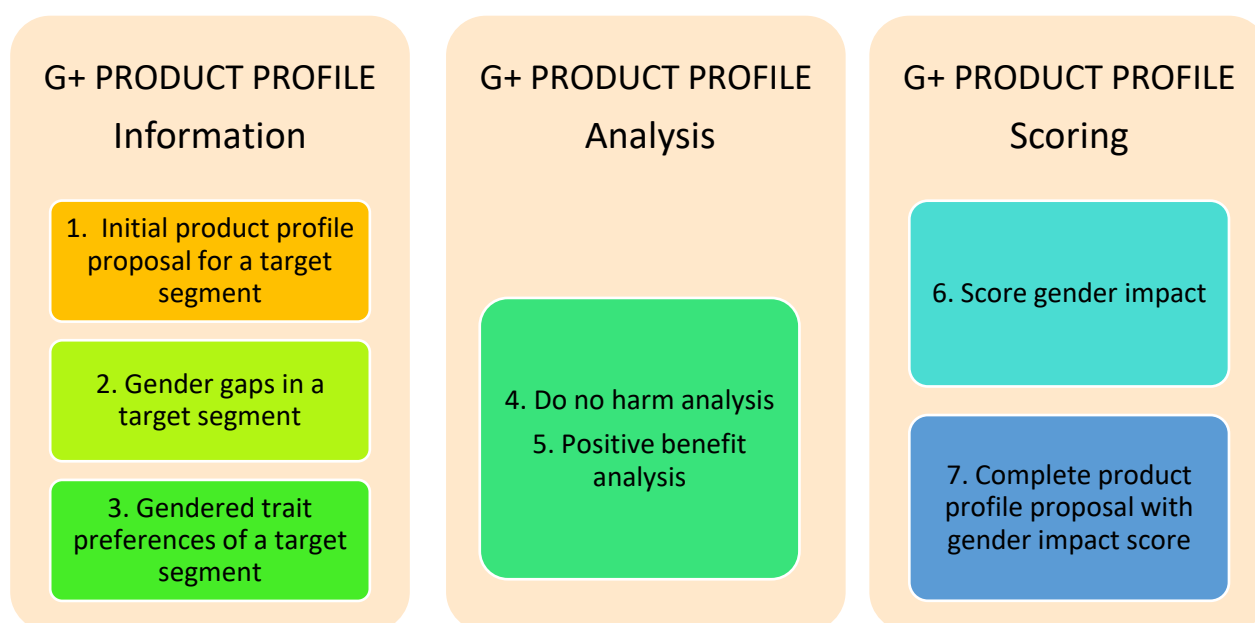 G+ PRODUCT PROFILE
Information
1. Initial product profile
proposal for a target
segment
2. Gender gaps in a
target segment
3. Gendered trait
preferences of a target
segment
G+ PRODUCT PROFILE
Analysis
4. Do no harm analysis
5. Positive benefit
analysis
G+ PRODUCT PROFILE
Scoring
6. Score gender impact
7. Complete product
profile proposal with
gender impact score